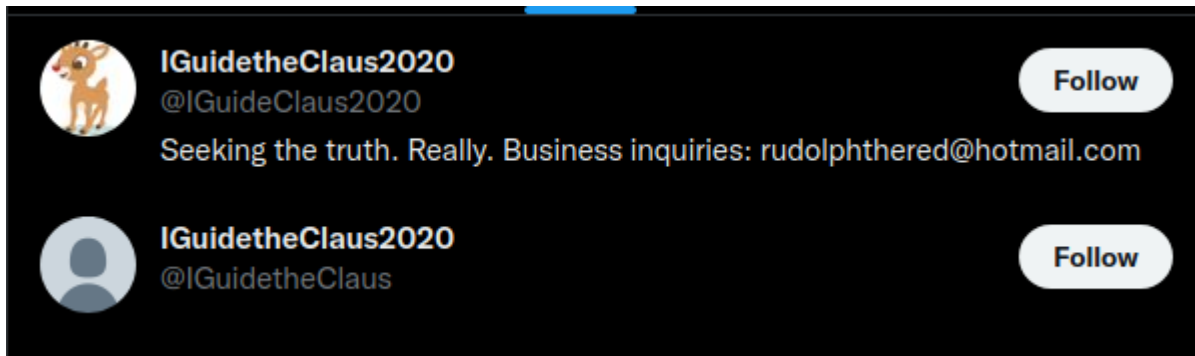 IGuidetheClaus2020
@IGuideClaus2020
Follow
Seeking the truth. Really. Business inquiries: rudolphthered@hotmail.com
IGuidetheClaus2020
@IGuidetheClaus
Follow